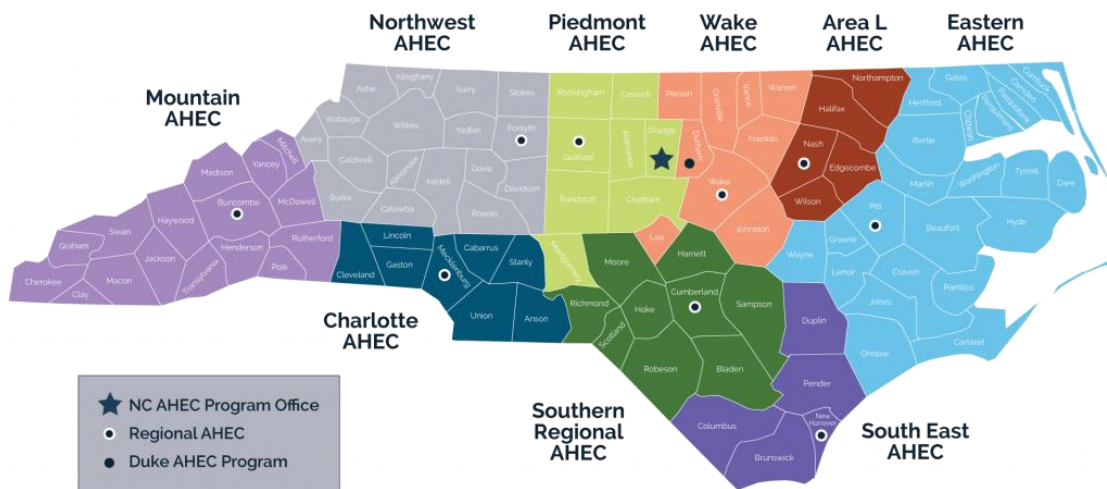 Northwest
AHEC
Piedmont
AHEC
Wake
AHEC
Area L
AHEC
Eastern
AHEC
Mountain
AHEC
Charlotte
AHEC
Southern
Regional
AHEC
South East
AHEC
Ashe
Alleghany
Surry
Stokes
Watauga
Wilkes
Yadkin
Forsyth
Avery
Caldwell
Alexander
Iredell
Davie
Davidson
Burke
Catawba
Rowan
Rockingham
Caswell
Guilford
Alamance
Orange
Randolph
Chatham
Montgomery
Person
Granville
Vance
Warren
Durham
Franklin
Wake
Johnston
Lee
Northampton
Halifax
Nash
Edgecombe
Wilson
Gates
Hertford
Bertie
Chowan
Perquimans
Pasquotank
Camden
Currituck
Martin
Washington
Tyrrell
Dare
Pitt
Beaufort
Hyde
Wayne
Greene
Lenoir
Craven
Pamlico
Jones
Onslow
Carteret
Mitchell
Yancey
Madison
Buncombe
McDowell
Haywood
Swain
Graham
Rutherford
Henderson
Jackson
Transylvania
Polk
Cherokee
Macon
Clay
Lincoln
Cleveland
Gaston
Mecklenburg
Cabarrus
Stanly
Union
Anson
Moore
Harnett
Richmond
Hoke
Cumberland
Sampson
Scotland
Robeson
Bladen
Duplin
Pender
Columbus
New
Hanover
Brunswick
NC AHEC Program Office
Regional AHEC
Duke AHEC Program